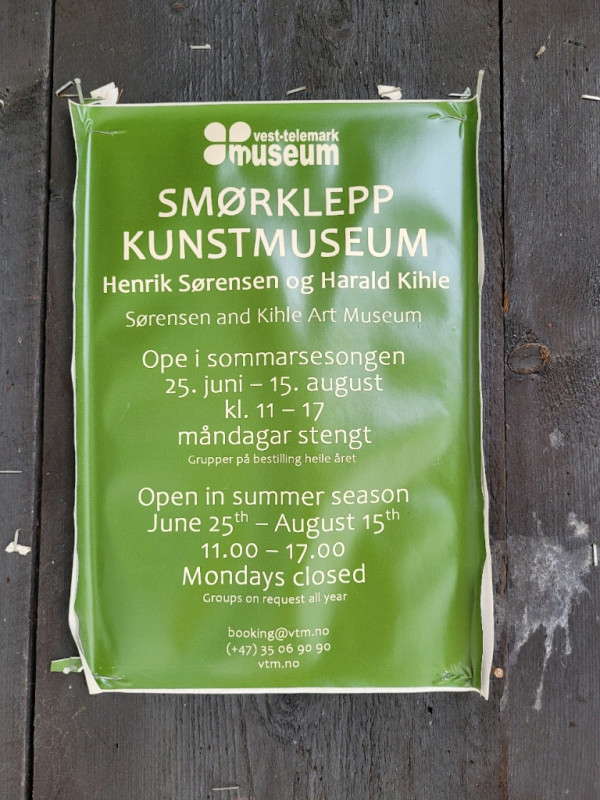 vest-telemark
museum
SMØRKLEPP
KUNSTMUSEUM
Henrik Sørensen og Harald Kihle
Sørensen and Kihle Art Museum
Ope i sommarsesongen
25. juni – 15. august
kl. 11 – 17
måndagar stengt
Grupper på bestilling heile året
Open in summer season
June 25th – August 15th
11.00 – 17.00
Mondays closed
Groups on request all year
booking@vtm.no
(+47) 35 06 90 90
vtm.no